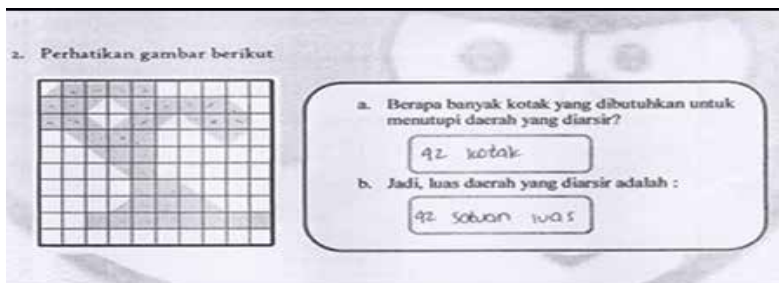 2. Perhatikan gambar berikut
a. Berapa banyak kotak yang dibutuhkan untuk
menutupi daerah yang diarsir?
42 kotak
b. Jadi, luas daerah yang diarsir adalah :
42 satuan luas